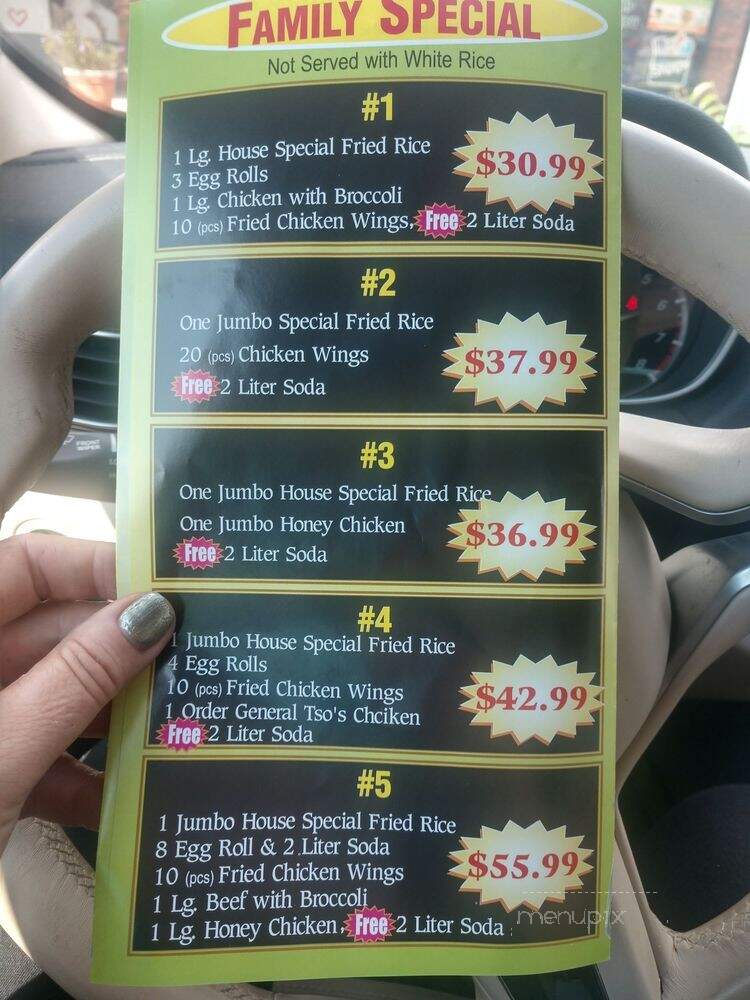 FAMILY SPECIAL
Not Served with White Rice
#1
1 Lg. House Special Fried Rice
3 Egg Rolls
1 Lg. Chicken with Broccoli
10 (pcs) Fried Chicken Wings, Free 2 Liter Soda
$30.99
#2
One Jumbo Special Fried Rice
20 (pcs) Chicken Wings
Free 2 Liter Soda
$37.99
#3
One Jumbo House Special Fried Rice
One Jumbo Honey Chicken
Free 2 Liter Soda
$36.99
#4
1 Jumbo House Special Fried Rice
4 Egg Rolls
10 (pcs) Fried Chicken Wings
1 Order General Tso's Chciken
Free 2 Liter Soda
$42.99
#5
1 Jumbo House Special Fried Rice
8 Egg Roll & 2 Liter Soda
10 (pcs) Fried Chicken Wings
1 Lg. Beef with Broccoli
1 Lg. Honey Chicken, Free 2 Liter Soda
$55.99
menupix
FRONT
WIPER
5
6